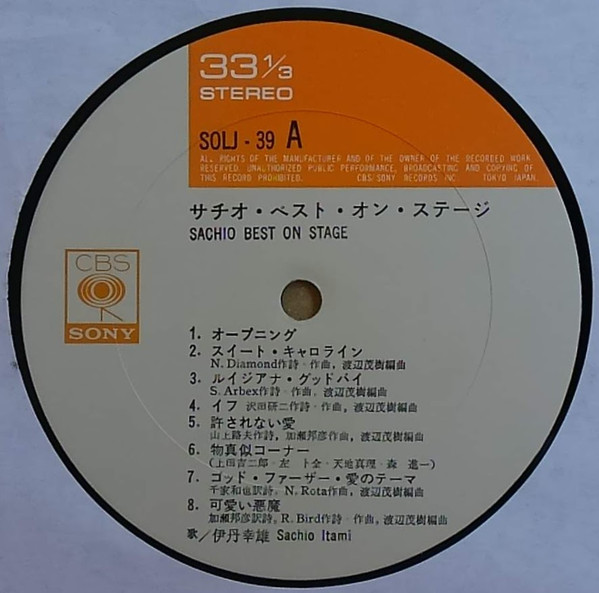 33 1/3
STEREO
SOLJ - 39 A
ALL RIGHTS OF THE MANUFACTURER AND OF THE OWNER OF THE RECORDED WORK
RESERVED. UNAUTHORIZED PUBLIC PERFORMANCE, BROADCASTING AND COPYING OF
THIS RECORD PROHIBITED. CBS/SONY RECORDS INC. TOKYO JAPAN.
サチオ・ベスト・オン・ステージ
SACHIO BEST ON STAGE
CBS
SONY
1. オープニング
2. スイート・キャロライン
N. Diamond作詩・作曲, 渡辺茂樹編曲
3. ルイジアナ・グッドバイ
S. Arbex作詩・作曲, 渡辺茂樹編曲
4. イフ 沢田研二作詩・作曲, 渡辺茂樹編曲
5. 許されない愛
山上路夫作詩, 加瀬邦彦作曲, 渡辺茂樹編曲
6. 物真似コーナー
(上田吉二郎・左 卜全・天地真理・森 進一)
7. ゴッド・ファーザー・愛のテーマ
千家和也訳詩, N. Rota作曲, 渡辺茂樹編曲
8. 可愛い悪魔
加瀬邦彦訳詩, R. Bird作詩・作曲, 渡辺茂樹編曲
歌／伊丹幸雄 Sachio Itami